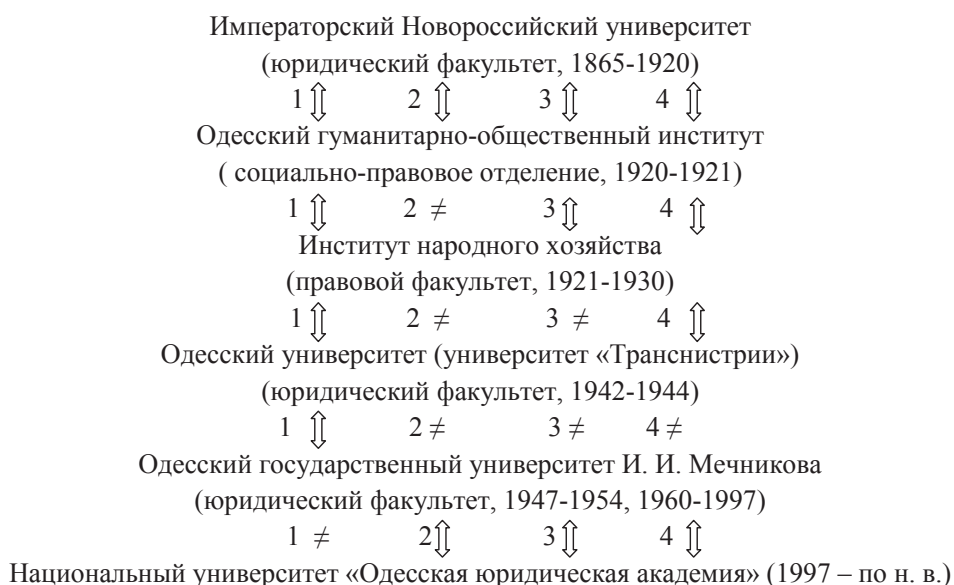 Императорский Новороссийский университет
(юридический факультет, 1865-1920)
1 ⇕ 2 ⇕ 3 ⇕ 4 ⇕
Одесский гуманитарно-общественный институт
( социально-правовое отделение, 1920-1921)
1 ⇕ 2 ≠ 3 ⇕ 4 ⇕
Институт народного хозяйства
(правовой факультет, 1921-1930)
1 ⇕ 2 ≠ 3 ≠ 4 ⇕
Одесский университет (университет «Транснистрии»)
(юридический факультет, 1942-1944)
1 ⇕ 2 ≠ 3 ≠ 4 ≠
Одесский государственный университет И. И. Мечникова
(юридический факультет, 1947-1954, 1960-1997)
1 ≠ 2 ⇕ 3 ⇕ 4 ⇕
Национальный университет «Одесская юридическая академия» (1997 – по н. в.)